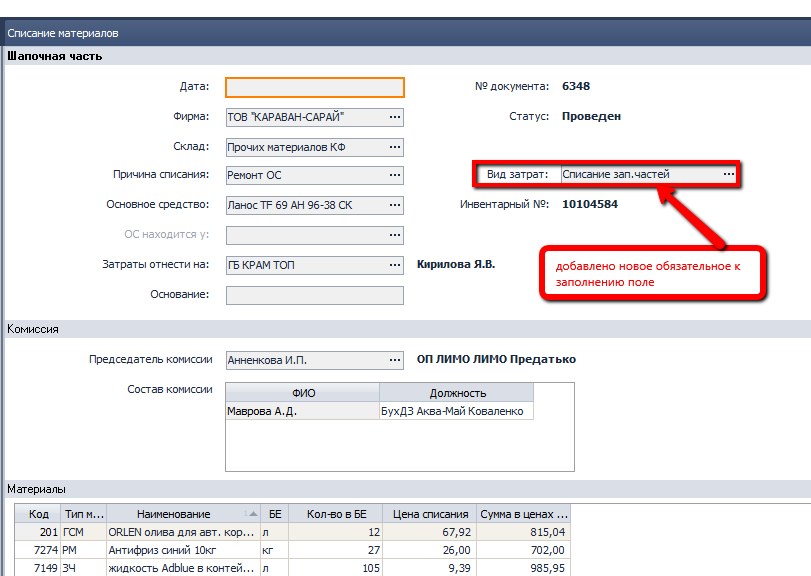 Списание материалов
Шапочная часть
Дата: № документа: 6348
Фирма: ТОВ "КАРАВАН-САРАЙ" ... Статус: Проведен
Склад: Прочих материалов КФ ...
Причина списания: Ремонт ОС ... Вид затрат: Списание зап.частей ...
Основное средство: Ланос TF 69 АН 96-38 СК ... Инвентарный №: 10104584
ОС находится у: ...
Затраты отнести на: ГБ КРАМ ТОП ... Кирилова Я.В.
добавлено новое обязательное к
заполнению поле
Основание:
Комиссия
Председатель комиссии Анненкова И.П. ... ОП ЛИМО ЛИМО Предатько
Состав комиссии
ФИО Должность
Маврова А.Д. БухДЗ Аква-Май Коваленко
Материалы
Код Тип м... Наименование БЕ Кол-во в БЕ Цена списания Сумма в ценах ...
201 ГСМ ORLEN олива для авт. кор... л 12 67,92 815,04
7274 РМ Антифриз синий 10кг кг 27 26,00 702,00
7149 ЗЧ жидкость Adblue в контей... л 105 9,39 985,95